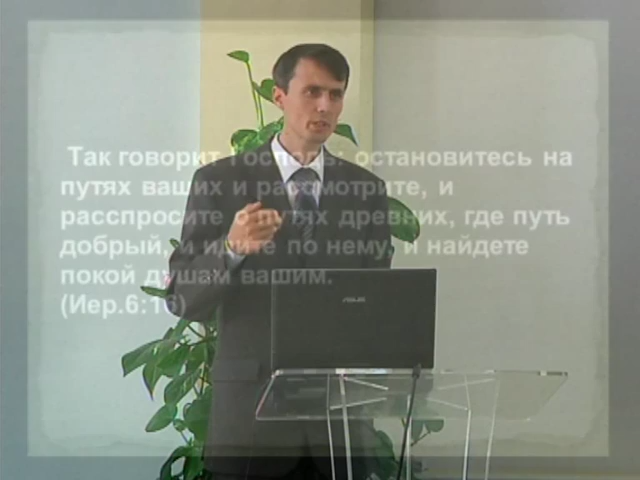 Так говорит Господь: остановитесь на
путях ваших и рассмотрите, и
расспросите о путях древних, где путь
добрый, и идите по нему, и найдете
покой душам вашим.
(Иер.6:16)
ASUS